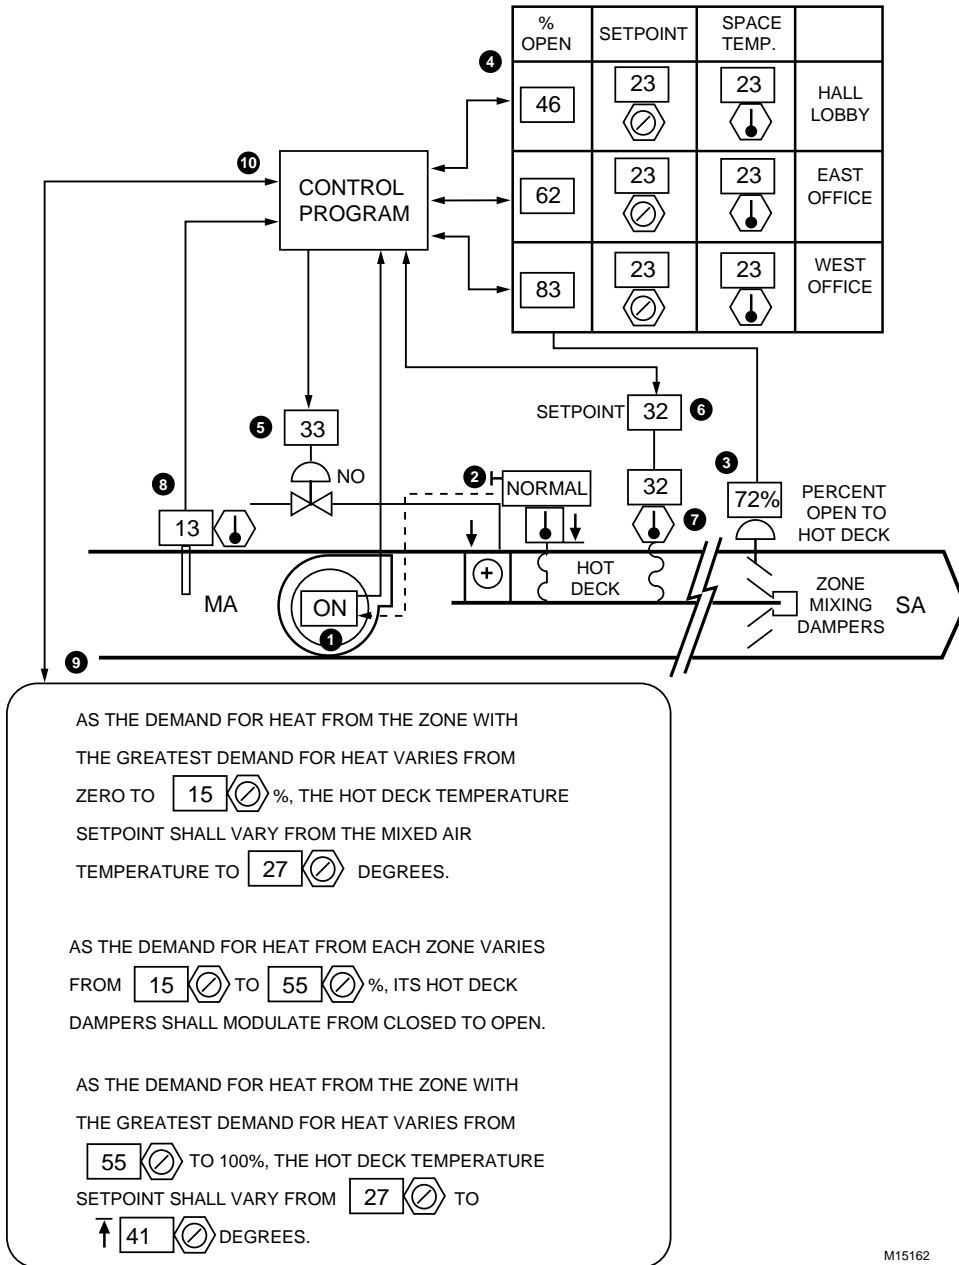 % OPEN
SETPOINT
SPACE TEMP.
4
46
23
23
HALL LOBBY
62
23
23
EAST OFFICE
83
23
23
WEST OFFICE
10
CONTROL
PROGRAM
5
33
NO
SETPOINT
32
6
8
13
2
NORMAL
32
7
3
72%
PERCENT
OPEN TO
HOT DECK
MA
ON
1
+
HOT
DECK
ZONE
MIXING
DAMPERS
SA
9
AS THE DEMAND FOR HEAT FROM THE ZONE WITH
THE GREATEST DEMAND FOR HEAT VARIES FROM
ZERO TO 15 %, THE HOT DECK TEMPERATURE
SETPOINT SHALL VARY FROM THE MIXED AIR
TEMPERATURE TO 27 DEGREES.
AS THE DEMAND FOR HEAT FROM EACH ZONE VARIES
FROM 15 TO 55 %, ITS HOT DECK
DAMPERS SHALL MODULATE FROM CLOSED TO OPEN.
AS THE DEMAND FOR HEAT FROM THE ZONE WITH
THE GREATEST DEMAND FOR HEAT VARIES FROM
55 TO 100%, THE HOT DECK TEMPERATURE
SETPOINT SHALL VARY FROM 27 TO
41 DEGREES.
M15162